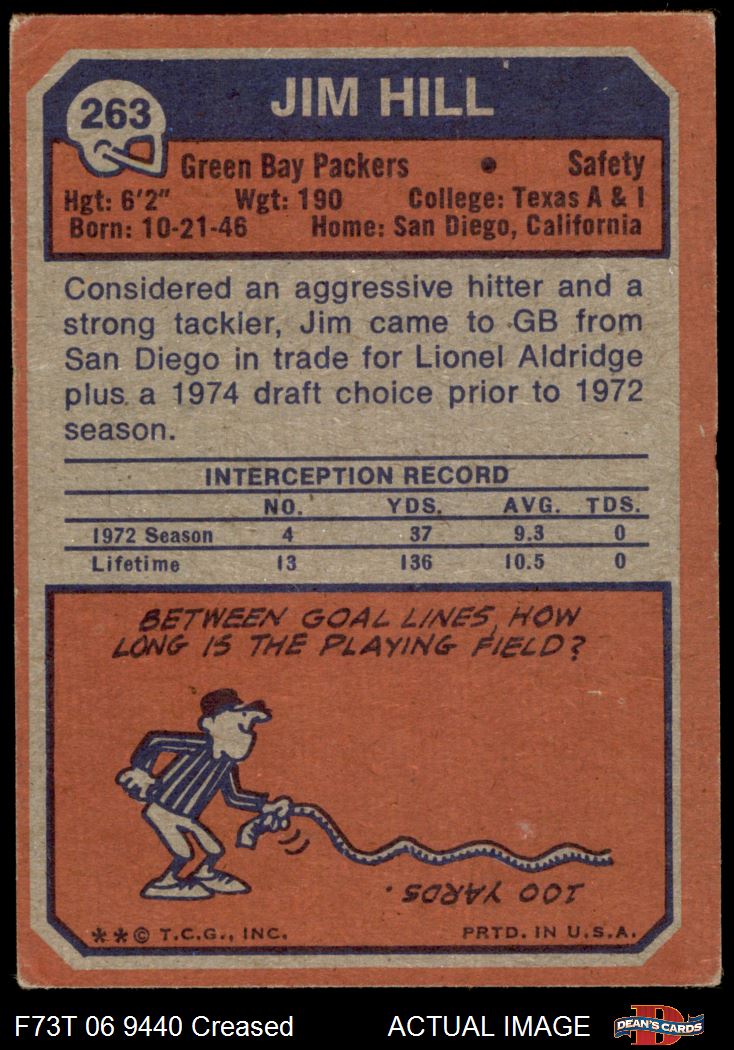 263
JIM HILL
Green Bay Packers • Safety
Hgt: 6'2" Wgt: 190 College: Texas A & I
Born: 10-21-46 Home: San Diego, California
Considered an aggressive hitter and a
strong tackler, Jim came to GB from
San Diego in trade for Lionel Aldridge
plus a 1974 draft choice prior to 1972
season.
INTERCEPTION RECORD
NO. YDS. AVG. TDS.
1972 Season 4 37 9.3 0
Lifetime 13 136 10.5 0
BETWEEN GOAL LINES, HOW
LONG IS THE PLAYING FIELD?
100 YARDS.
**© T.C.G., INC. PRTD. IN U.S.A.
F73T 06 9440 Creased ACTUAL IMAGE D DEAN'S CARDS